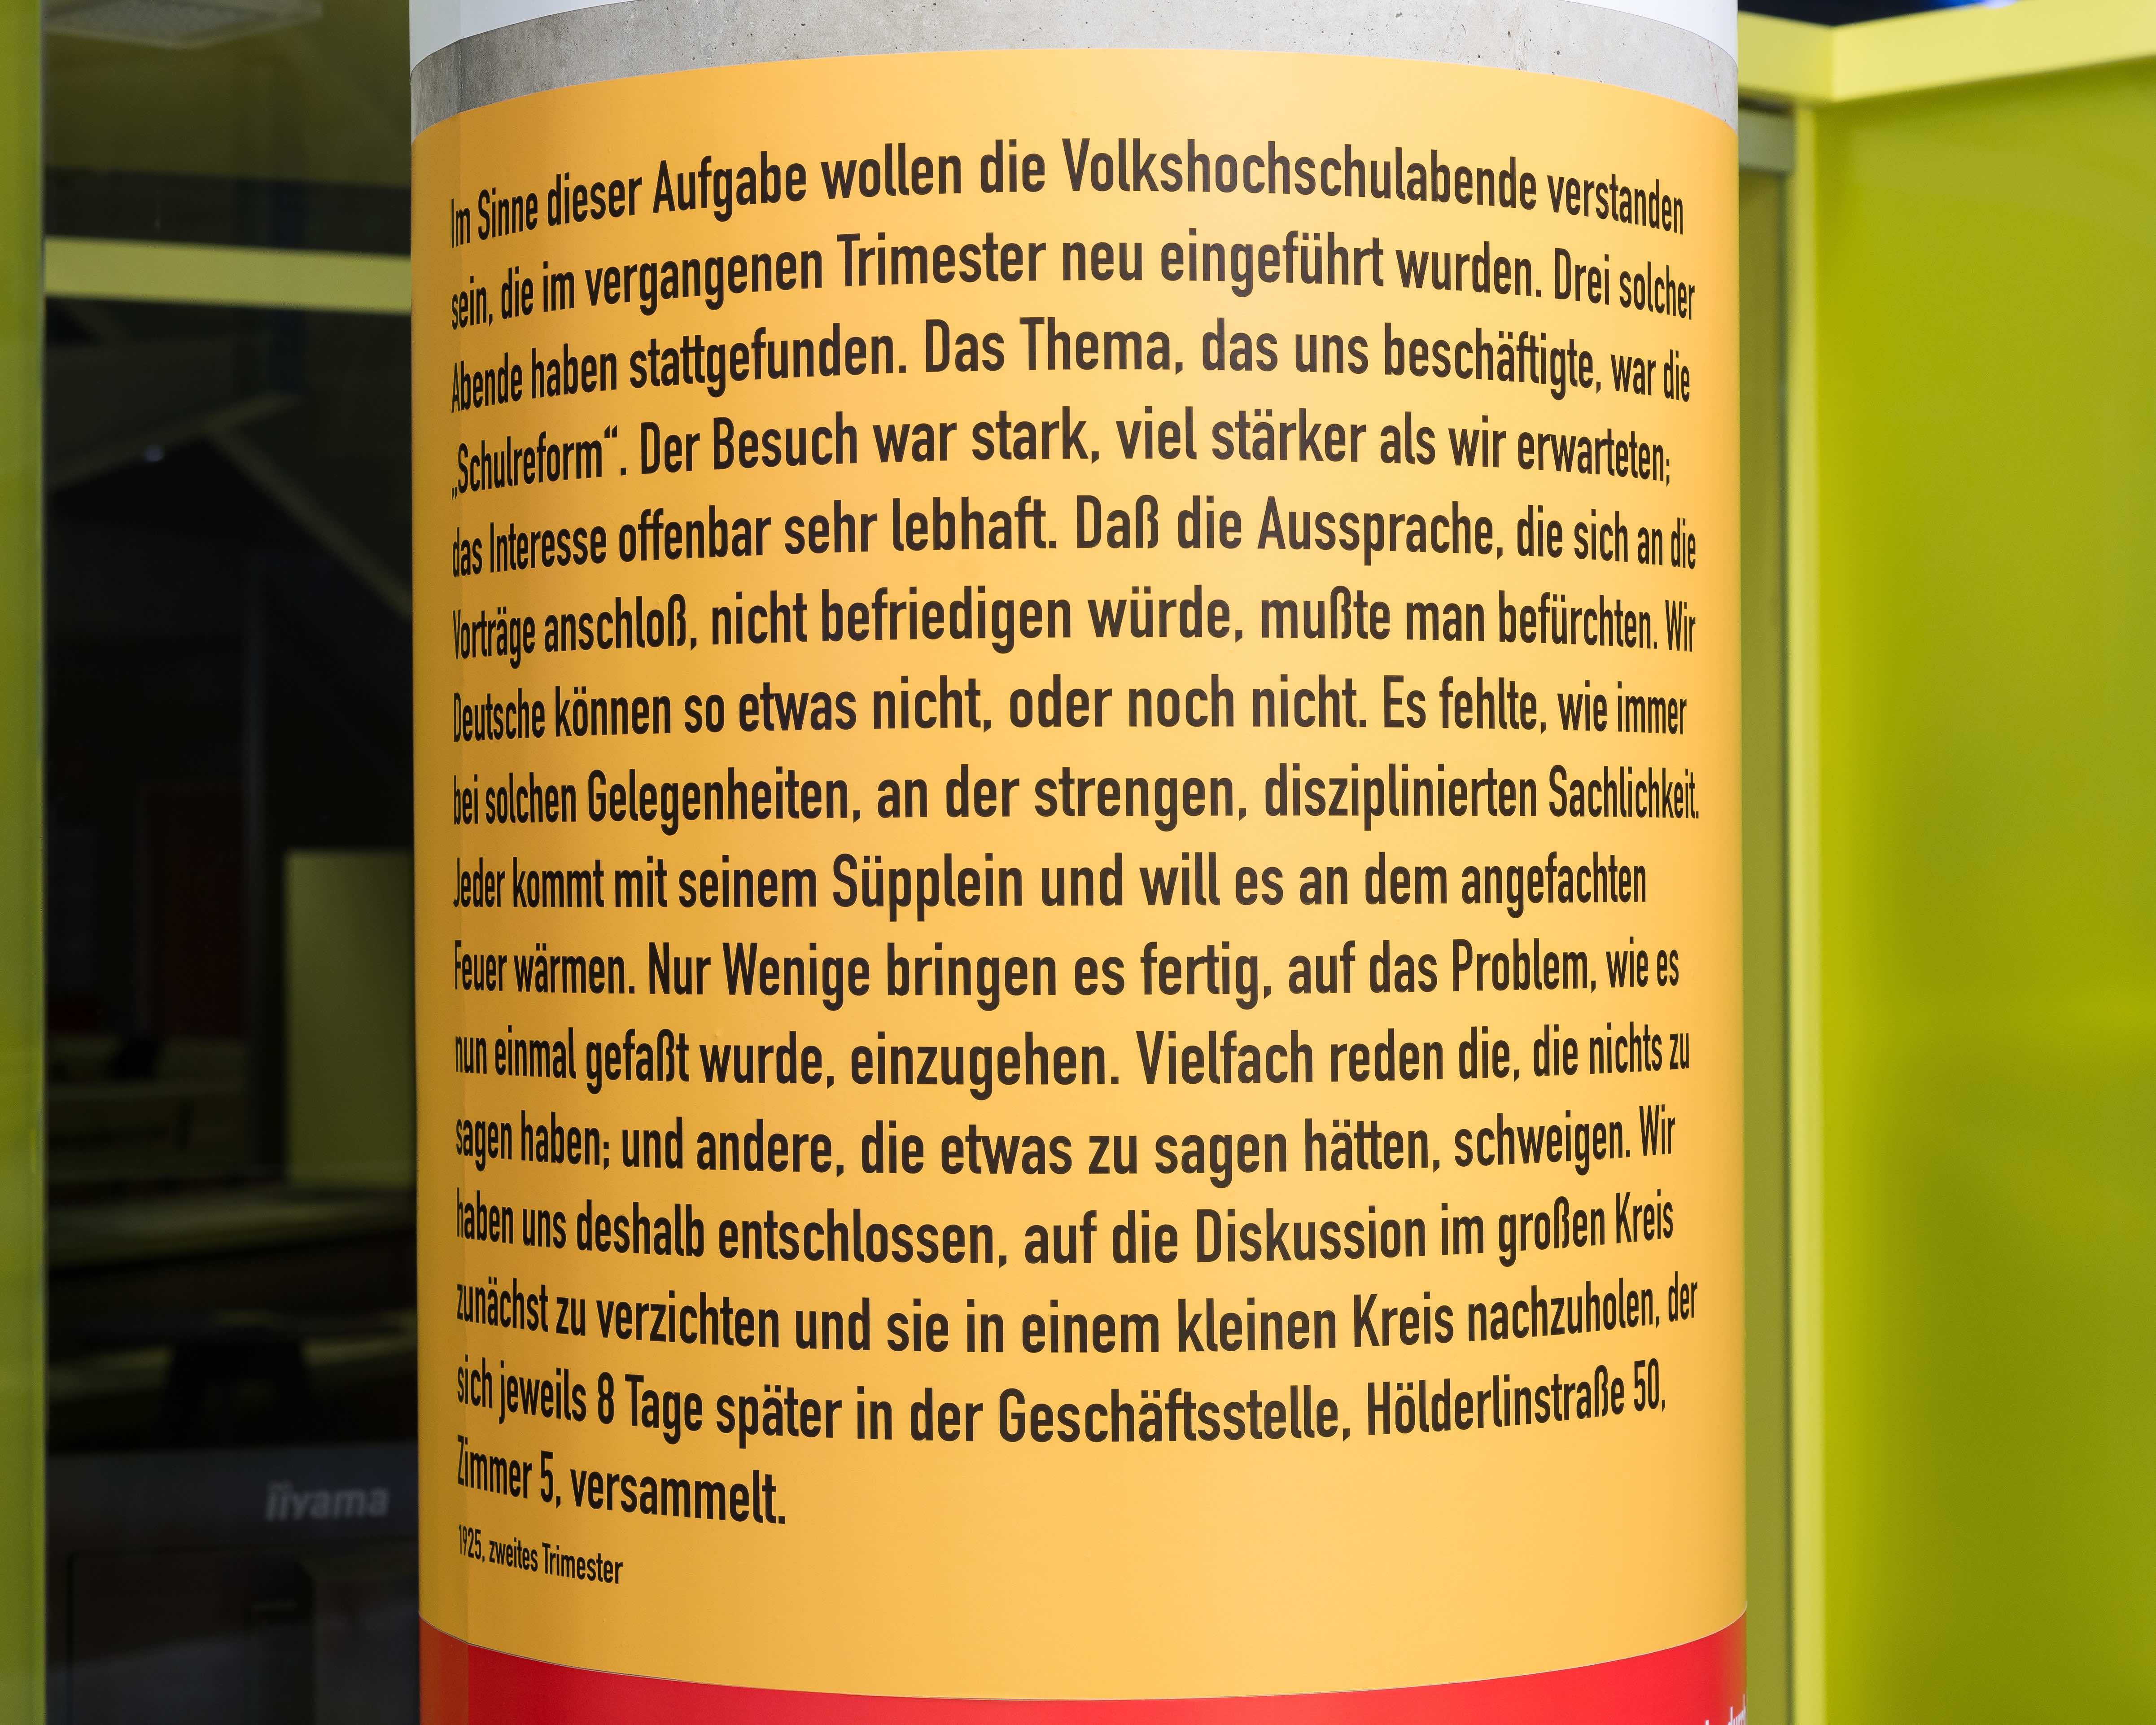 Im Sinne dieser Aufgabe wollen die Volkshochschulabende verstanden
sein, die im vergangenen Trimester neu eingeführt wurden. Drei solcher
Abende haben stattgefunden. Das Thema, das uns beschäftigte, war die
„Schulreform“. Der Besuch war stark, viel stärker als wir erwarteten;
das Interesse offenbar sehr lebhaft. Daß die Aussprache, die sich an die
Vorträge anschloß, nicht befriedigen würde, mußte man befürchten. Wir
Deutsche können so etwas nicht, oder noch nicht. Es fehlte, wie immer
bei solchen Gelegenheiten, an der strengen, disziplinierten Sachlichkeit.
Jeder kommt mit seinem Süpplein und will es an dem angefachten
Feuer wärmen. Nur Wenige bringen es fertig, auf das Problem, wie es
nun einmal gefaßt wurde, einzugehen. Vielfach reden die, die nichts zu
sagen haben; und andere, die etwas zu sagen hätten, schweigen. Wir
haben uns deshalb entschlossen, auf die Diskussion im großen Kreis
zunächst zu verzichten und sie in einem kleinen Kreis nachzuholen, der
sich jeweils 8 Tage später in der Geschäftsstelle, Hölderlinstraße 50,
Zimmer 5, versammelt.
1925, zweites Trimester
iiyama